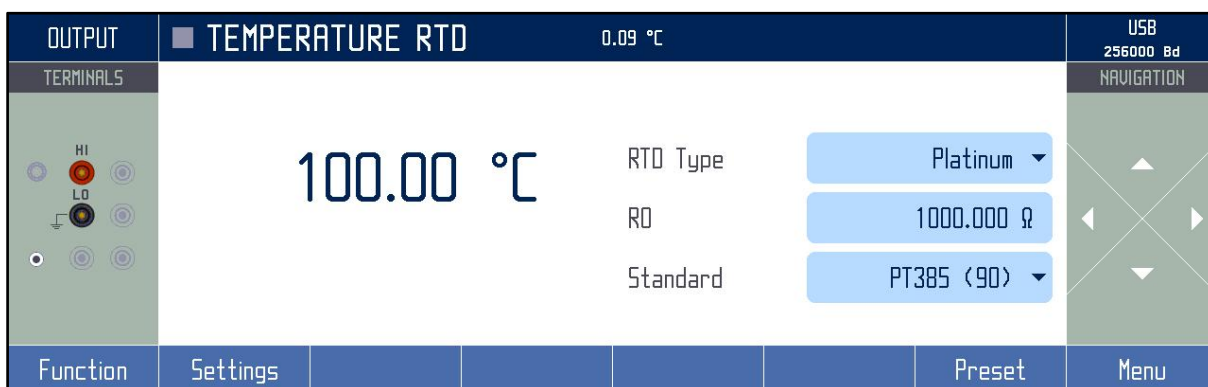 OUTPUT
TEMPERATURE RTD
0.09 °C
USB
256000 Bd
TERMINALS
NAVIGATION
HI
LO
100.00 °C
RTD Type
Platinum
R0
1000.000 Ω
Standard
PT385 (90)
Function
Settings
Preset
Menu